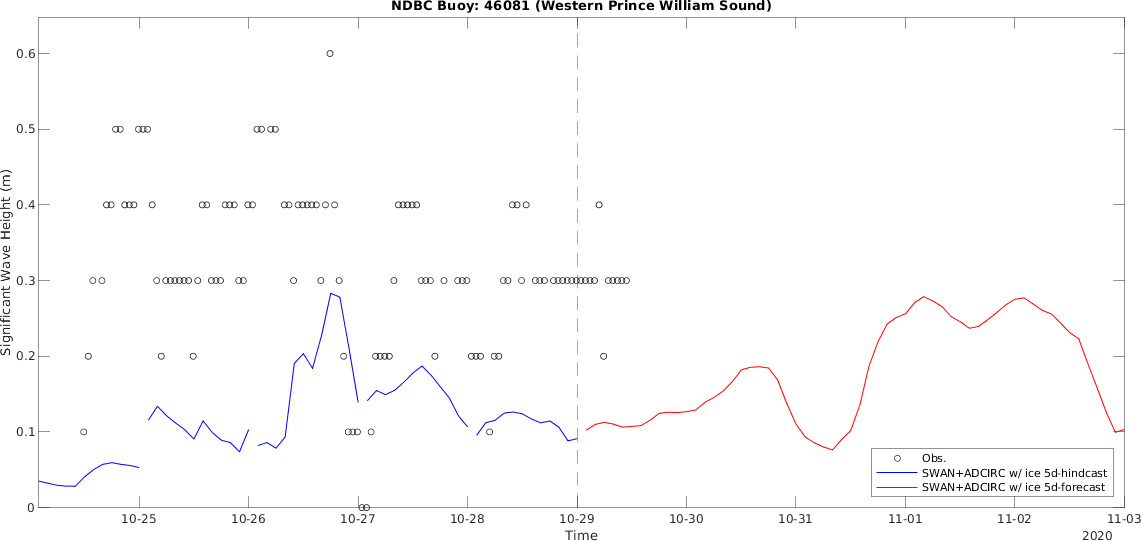 NDBC Buoy: 46081 (Western Prince William Sound)
Significant Wave Height (m)
0.6
0.5
0.4
0.3
0.2
0.1
0
10-25 10-26 10-27 10-28 10-29 10-30 10-31 11-01 11-02 11-03
Time
2020
Obs.
SWAN+ADCIRC w/ ice 5d-hindcast
SWAN+ADCIRC w/ ice 5d-forecast